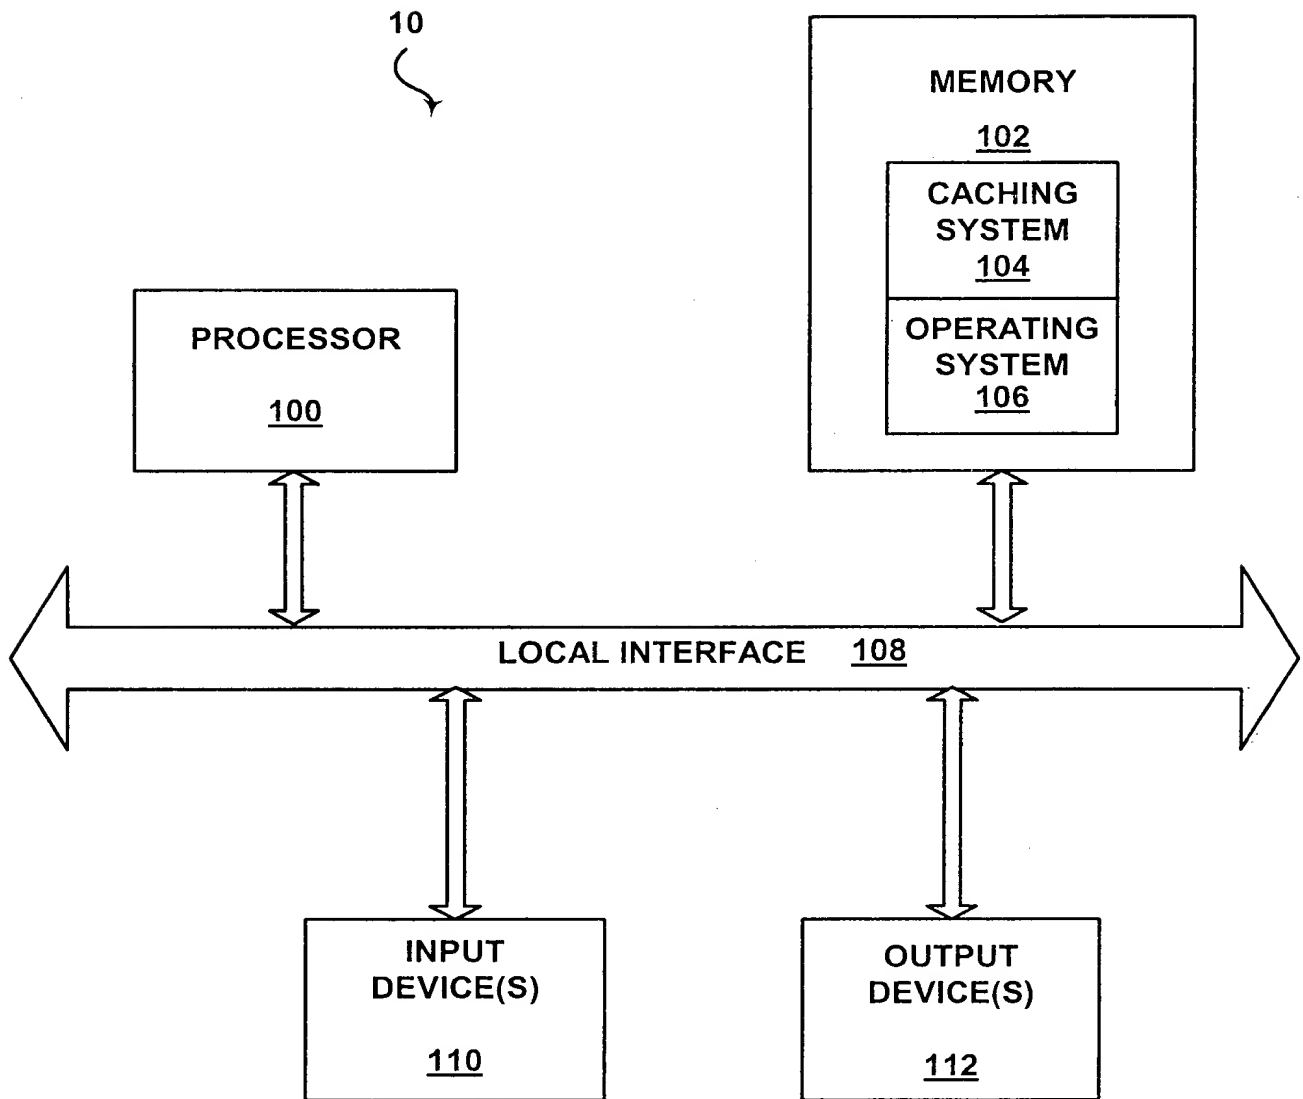 10
MEMORY
102
CACHING
SYSTEM
104
OPERATING
SYSTEM
106
PROCESSOR
100
LOCAL INTERFACE 108
INPUT
DEVICE(S)
110
OUTPUT
DEVICE(S)
112